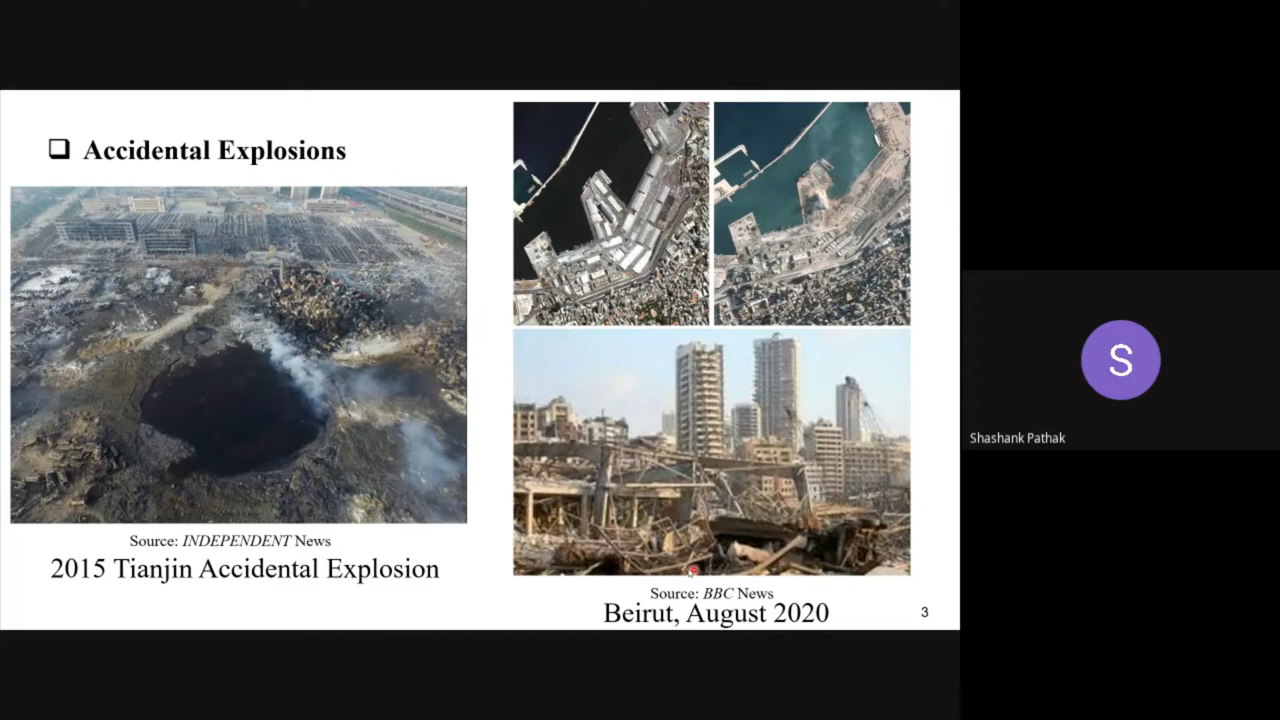 Accidental Explosions
Source: INDEPENDENT News
2015 Tianjin Accidental Explosion
Source: BBC News
Beirut, August 2020
3
S
Shashank Pathak